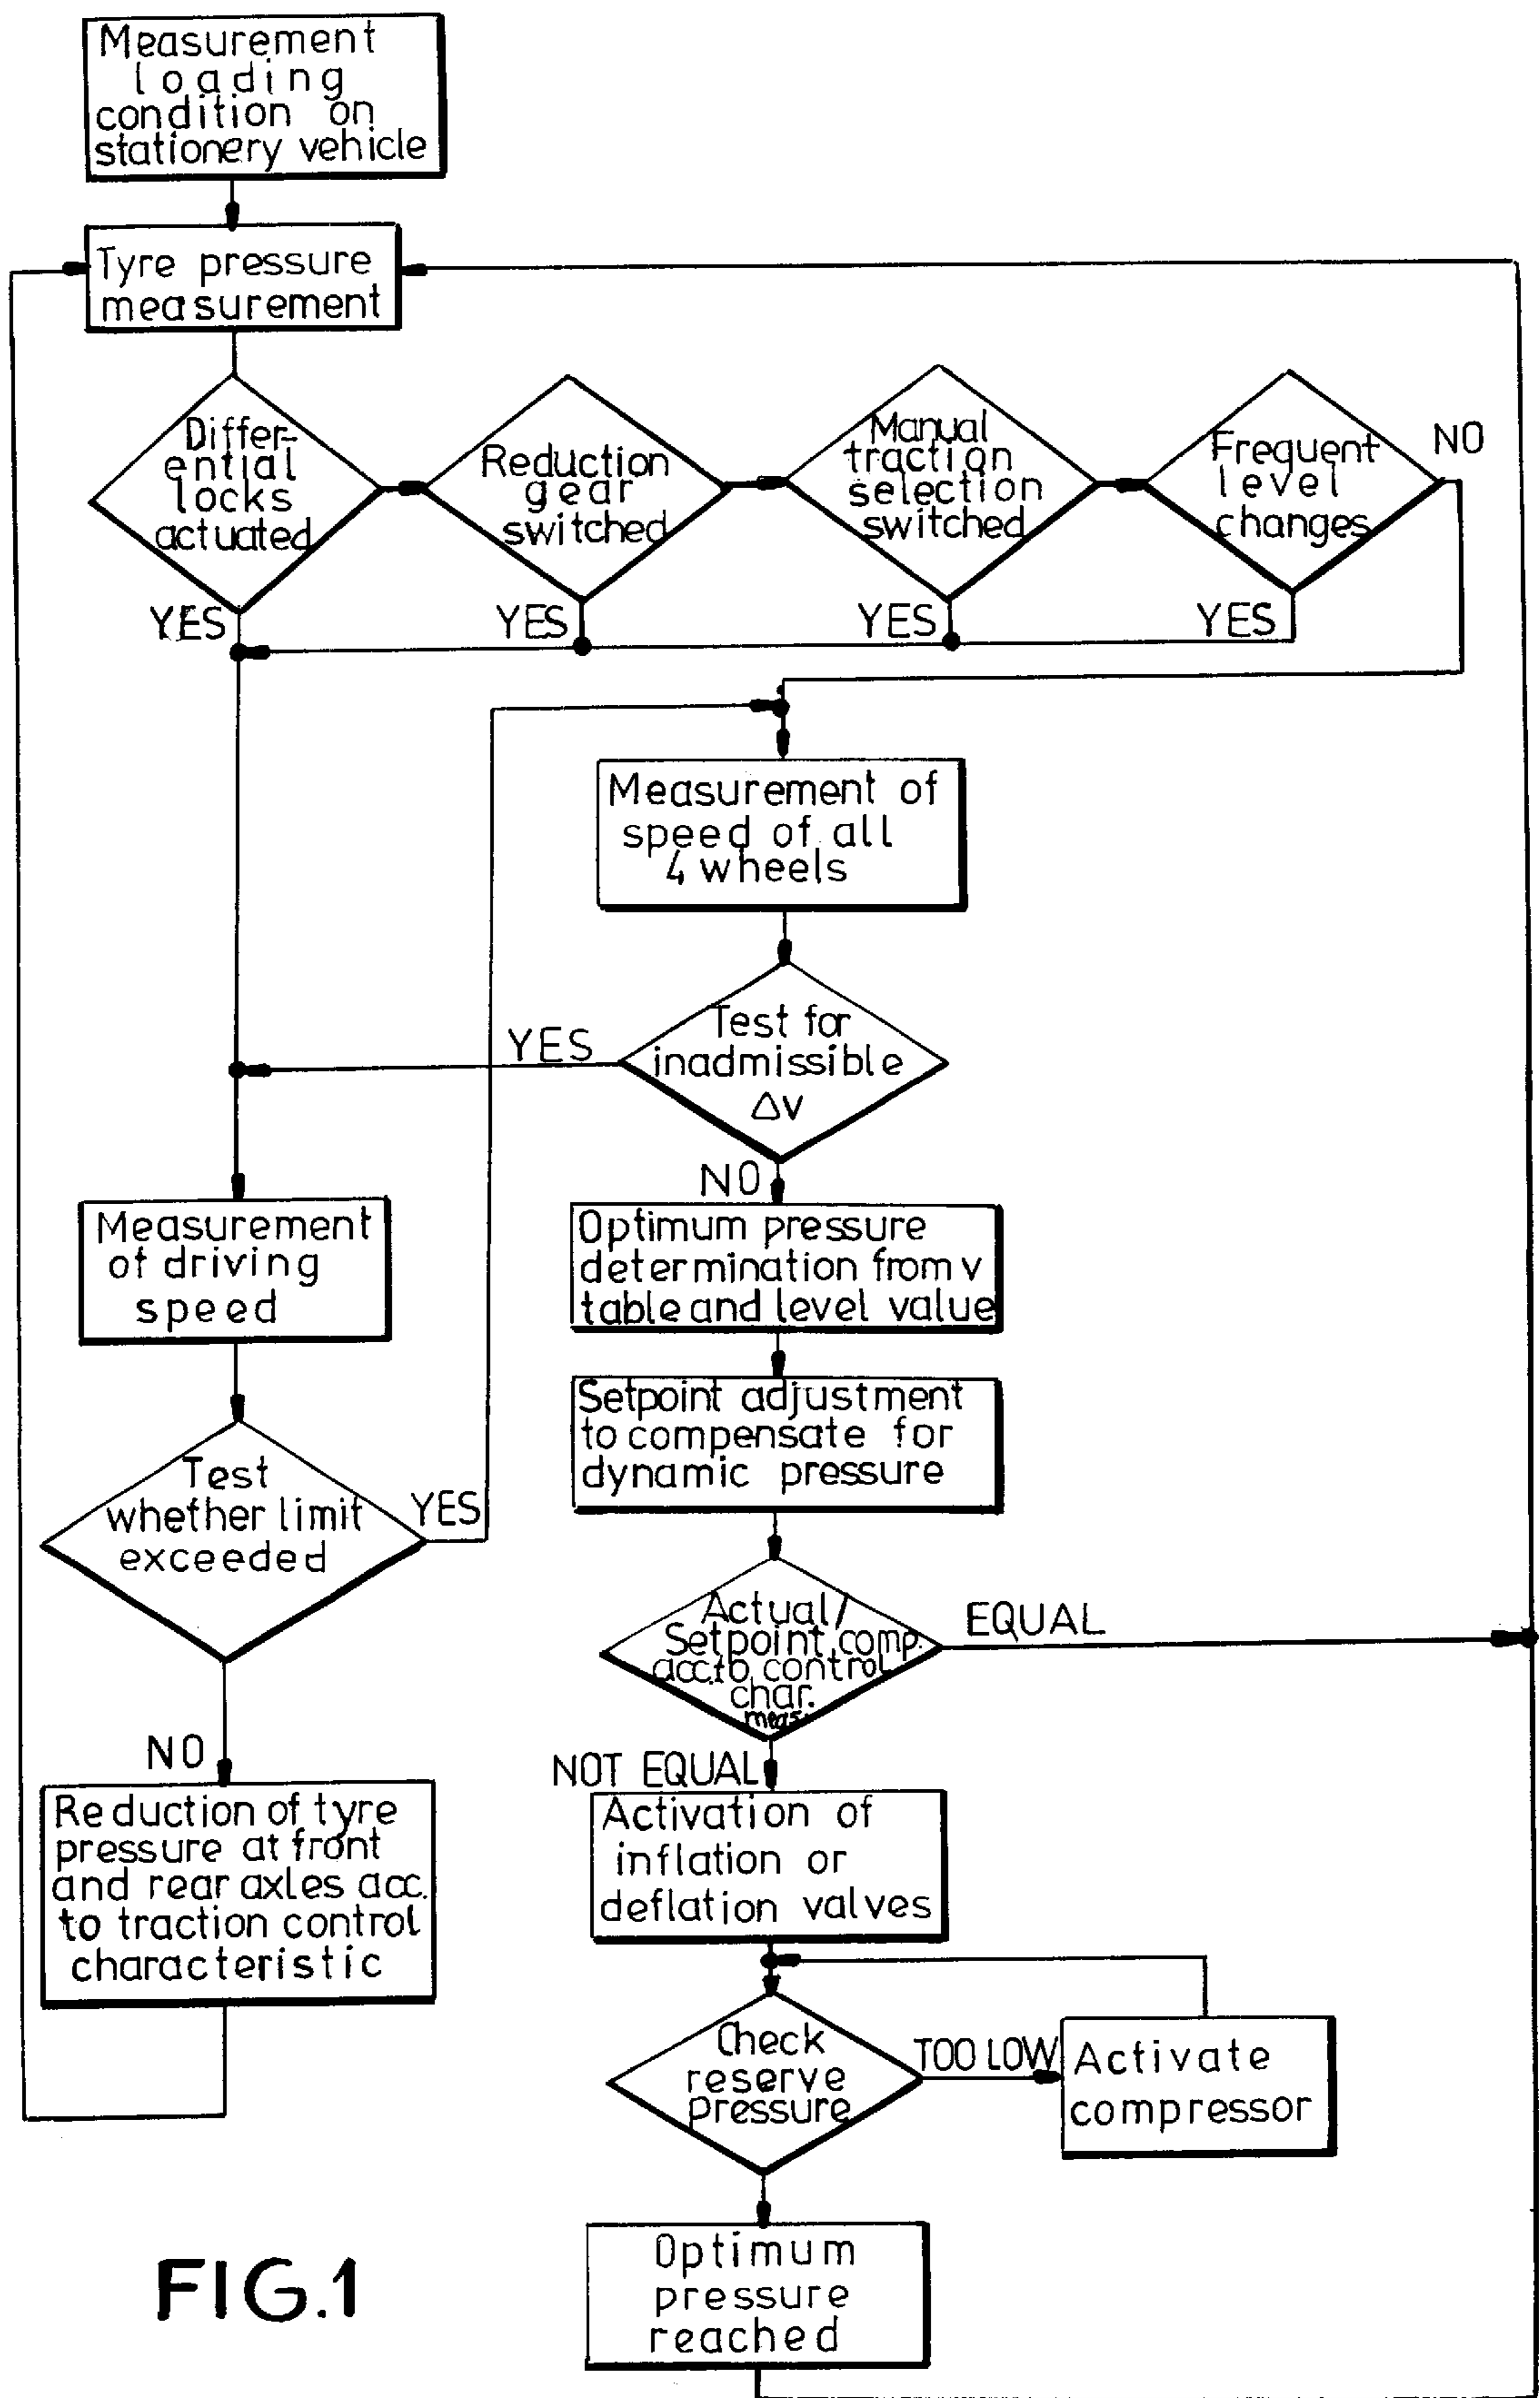 Measurement
loading
condition on
stationery vehicle
Tyre pressure
measurement
Differ-
ential
locks
actuated
Reduction
gear
switched
Manual
traction
selection
switched
Frequent
level
changes
NO
YES
YES
YES
YES
Measurement of
speed of all
4 wheels
Test for
inadmissible
Δv
YES
NO
Measurement
of driving
speed
Optimum pressure
determination from v
table and level value
Setpoint adjustment
to compensate for
dynamic pressure
Test
whether limit
exceeded
YES
Actual/
Setpoint comp.
acc.to control
char.
meas.
EQUAL
NO
NOT EQUAL
Reduction of tyre
pressure at front
and rear axles acc.
to traction control
characteristic
Activation of
inflation or
deflation valves
Check
reserve
pressure
TOO LOW
Activate
compressor
Optimum
pressure
reached
FIG.1